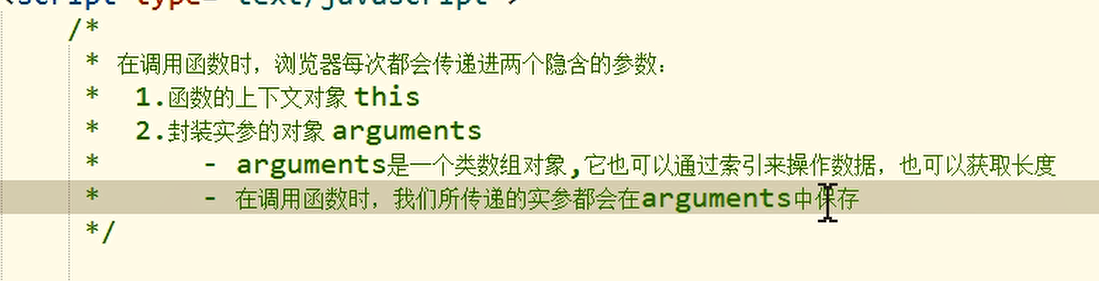 <script type="text/javascript">
/*
* 在调用函数时，浏览器每次都会传递进两个隐含的参数：
* 1.函数的上下文对象 this
* 2.封装实参的对象 arguments
* - arguments是一个类数组对象,它也可以通过索引来操作数据，也可以获取长度
* - 在调用函数时，我们所传递的实参都会在arguments中保存
*/